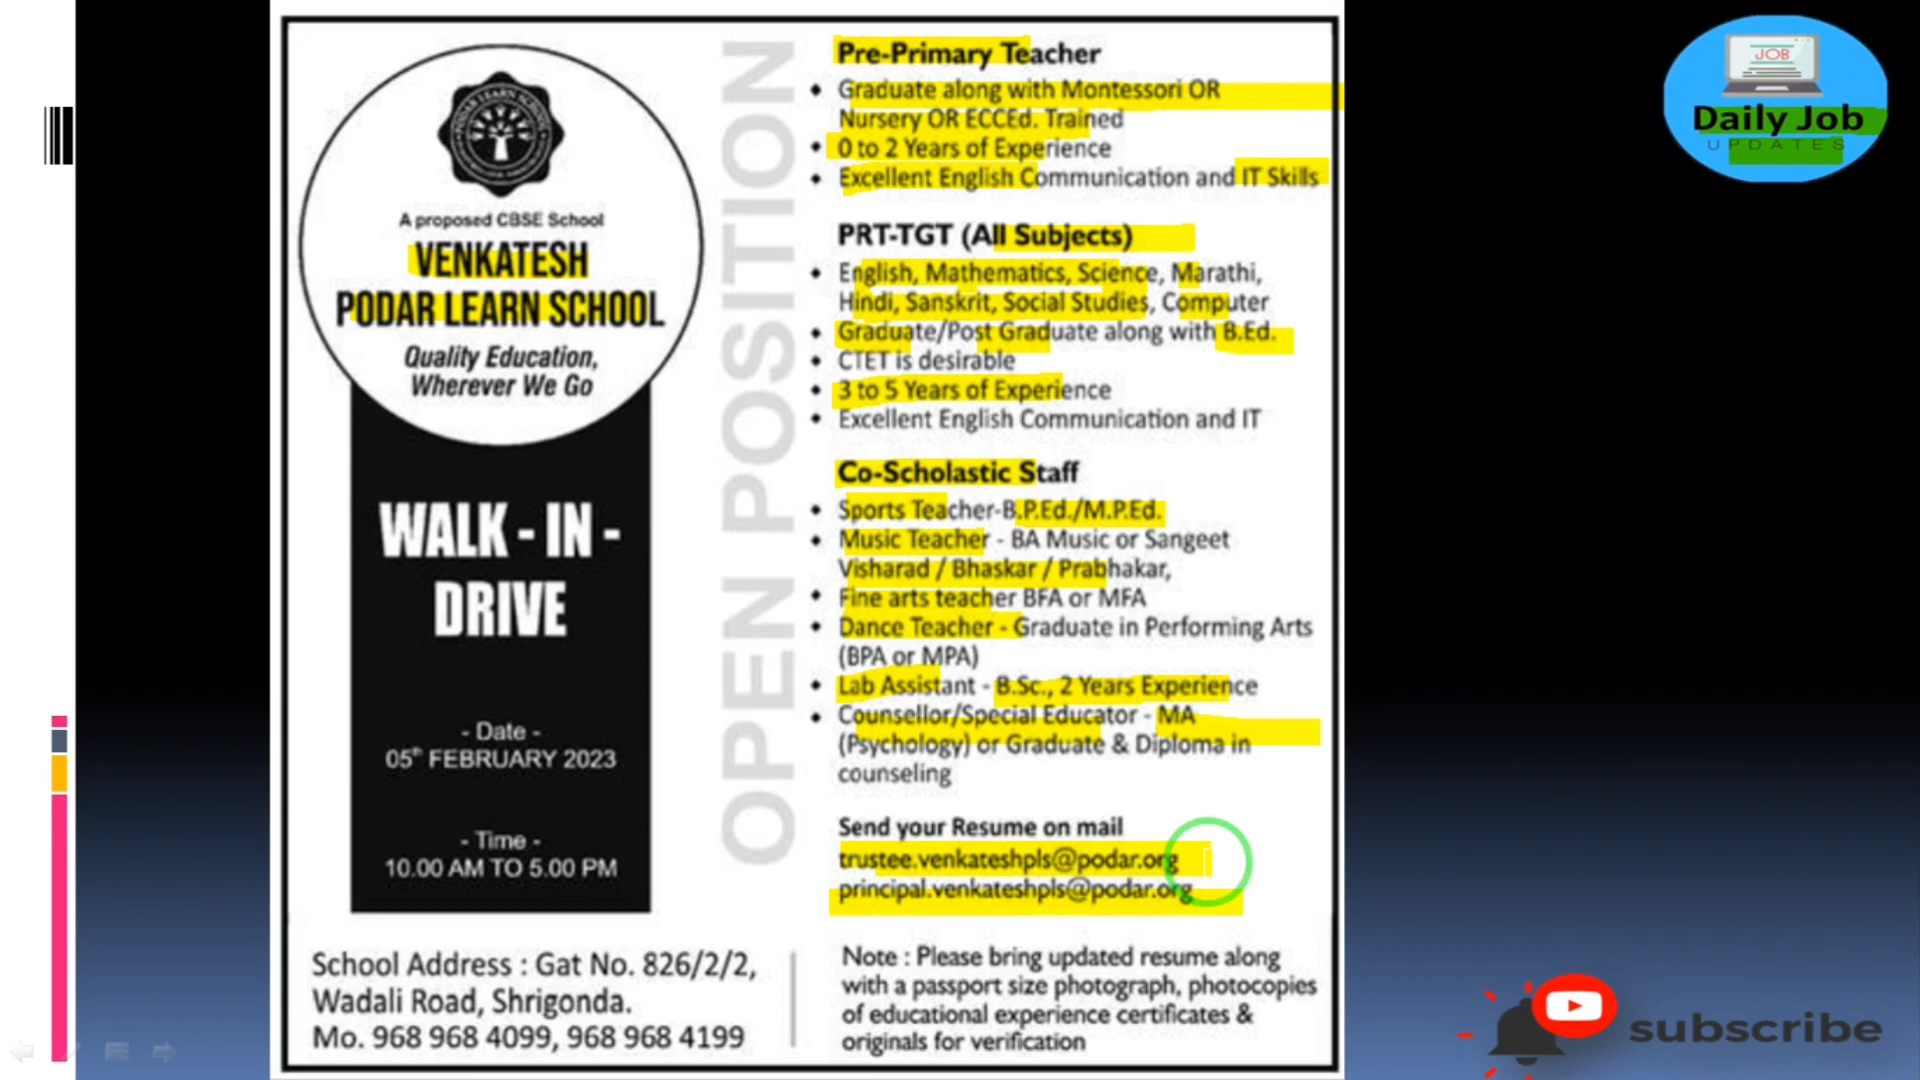 PODAR LEARN SCHOOL
A proposed CBSE School
VENKATESH
PODAR LEARN SCHOOL
Quality Education,
Wherever We Go
WALK - IN -
DRIVE
- Date -
05th FEBRUARY 2023
- Time -
10.00 AM TO 5.00 PM
OPEN POSITION
Pre-Primary Teacher
• Graduate along with Montessori OR
Nursery OR ECCEd. Trained
• 0 to 2 Years of Experience
• Excellent English Communication and IT Skills
PRT-TGT (All Subjects)
• English, Mathematics, Science, Marathi,
Hindi, Sanskrit, Social Studies, Computer
• Graduate/Post Graduate along with B.Ed.
• CTET is desirable
• 3 to 5 Years of Experience
• Excellent English Communication and IT
Co-Scholastic Staff
• Sports Teacher-B.P.Ed./M.P.Ed.
• Music Teacher - BA Music or Sangeet
Visharad / Bhaskar / Prabhakar,
• Fine arts teacher BFA or MFA
• Dance Teacher - Graduate in Performing Arts
(BPA or MPA)
• Lab Assistant - B.Sc., 2 Years Experience
• Counsellor/Special Educator - MA
(Psychology) or Graduate & Diploma in
counseling
Send your Resume on mail
trustee.venkateshpls@podar.org
principal.venkateshpls@podar.org
School Address : Gat No. 826/2/2,
Wadali Road, Shrigonda.
Mo. 968 968 4099, 968 968 4199
Note : Please bring updated resume along
with a passport size photograph, photocopies
of educational experience certificates &
originals for verification
JOB
Daily Job
UPDATES
subscribe